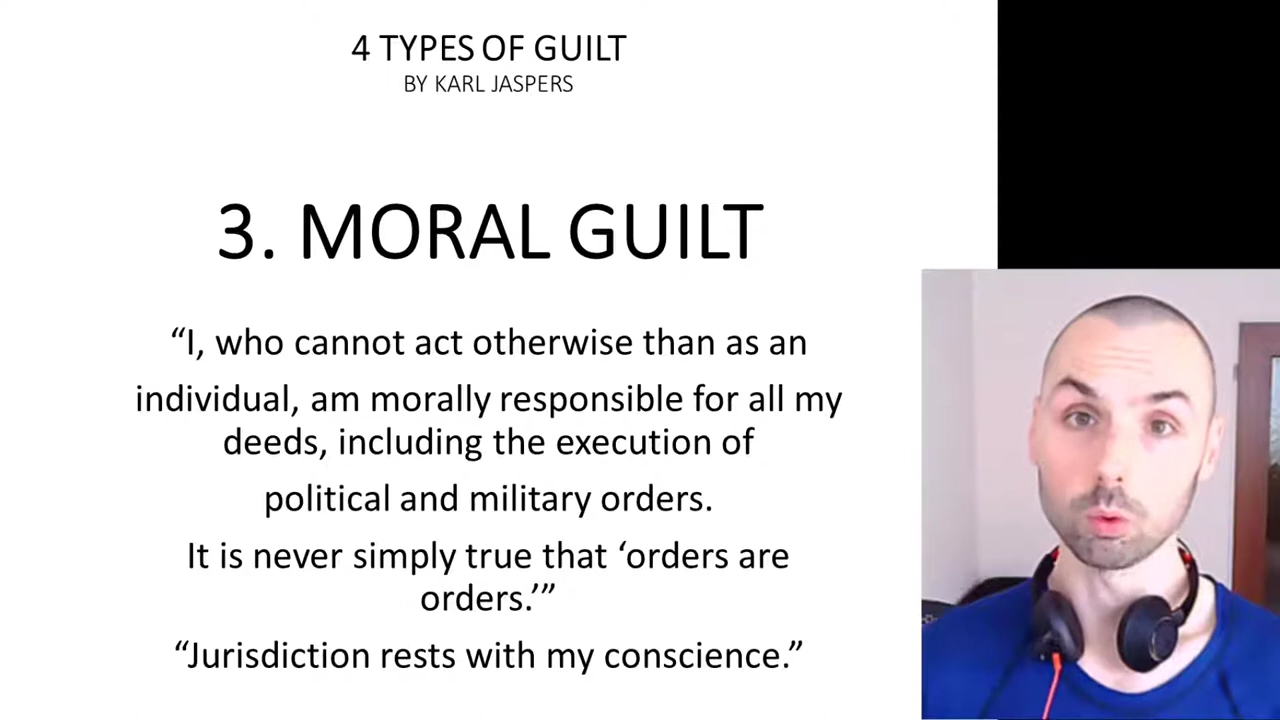 4 TYPES OF GUILT
BY KARL JASPERS
3. MORAL GUILT
“I, who cannot act otherwise than as an
individual, am morally responsible for all my
deeds, including the execution of
political and military orders.
It is never simply true that ‘orders are
orders.’”
“Jurisdiction rests with my conscience.”